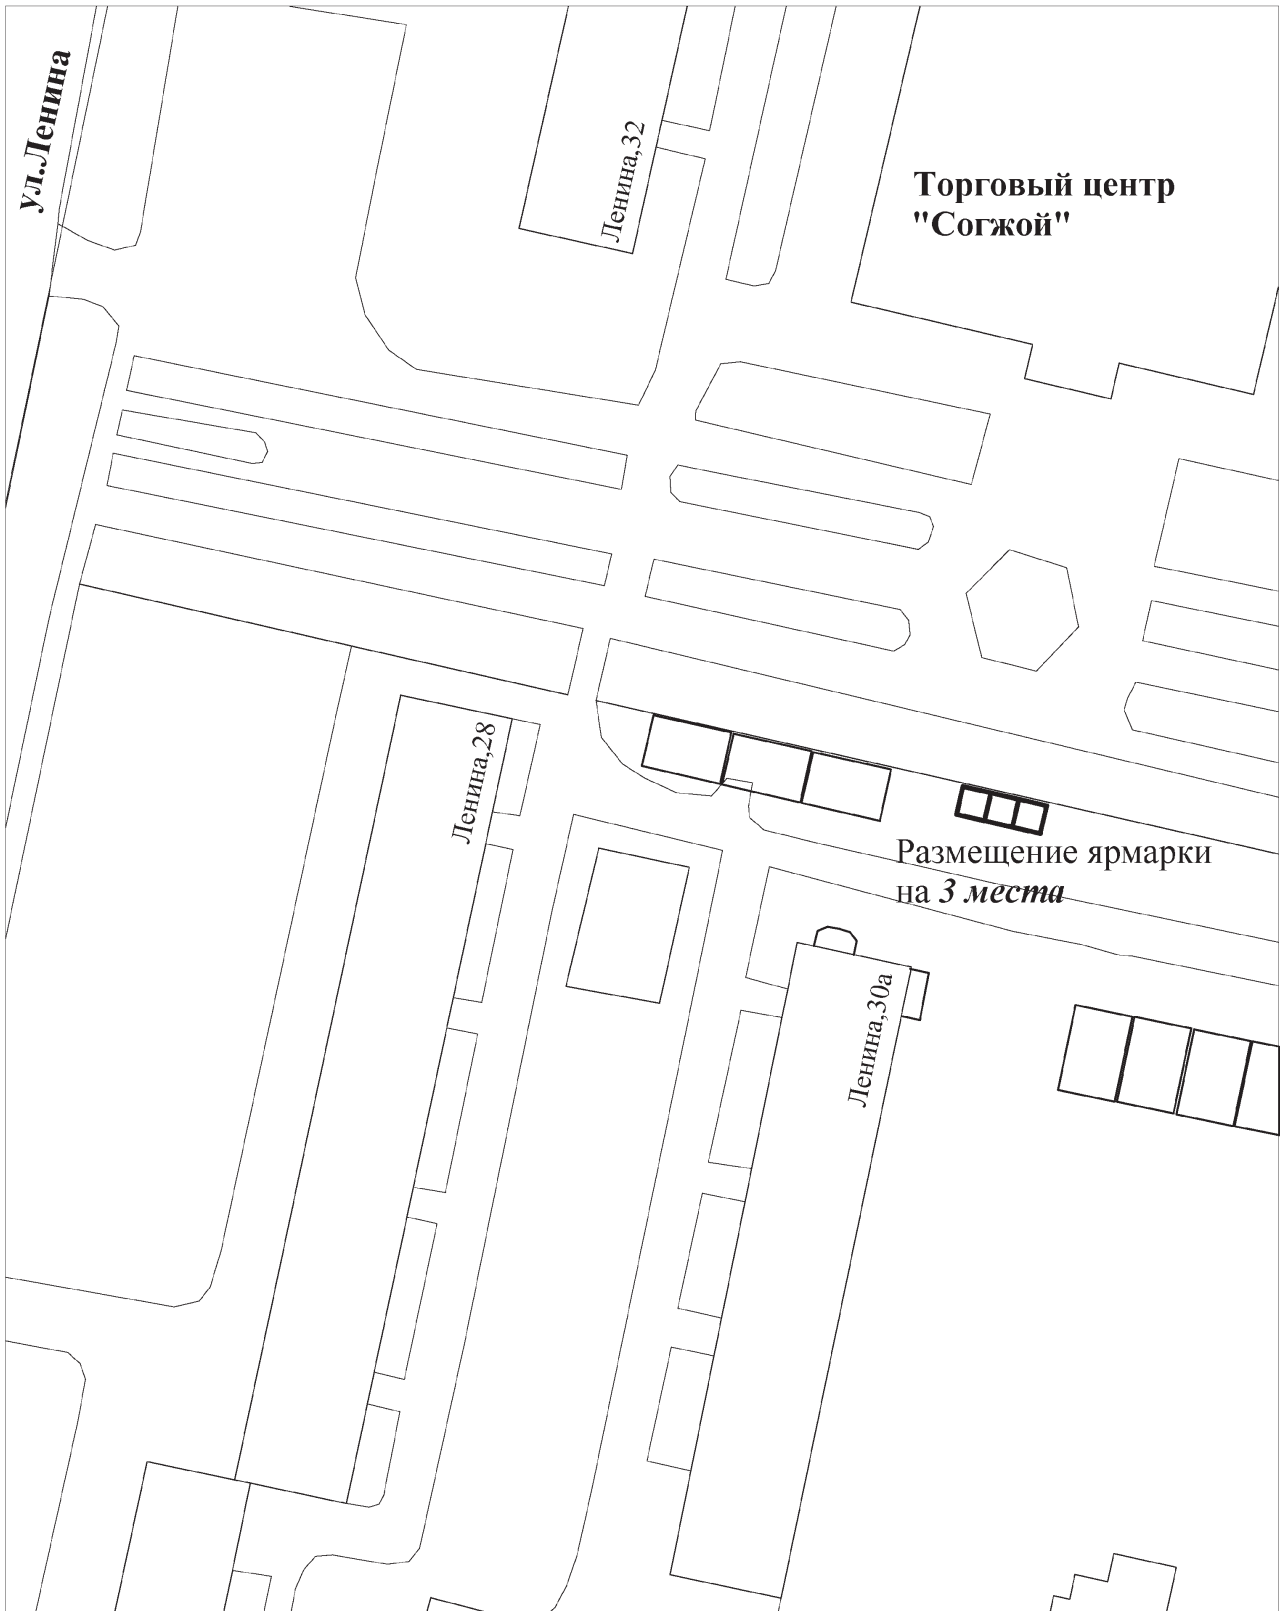 ул.Ленина
Ленина,32
Торговый центр
"Согжой"
Ленина,28
Размещение ярмарки
на 3 места
Ленина,30а